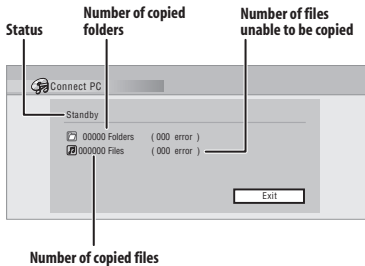 Status
Number of copied
folders
Number of files
unable to be copied
Connect PC
Standby
00000 Folders ( 000 error )
000000 Files ( 000 error )
Exit
Number of copied files